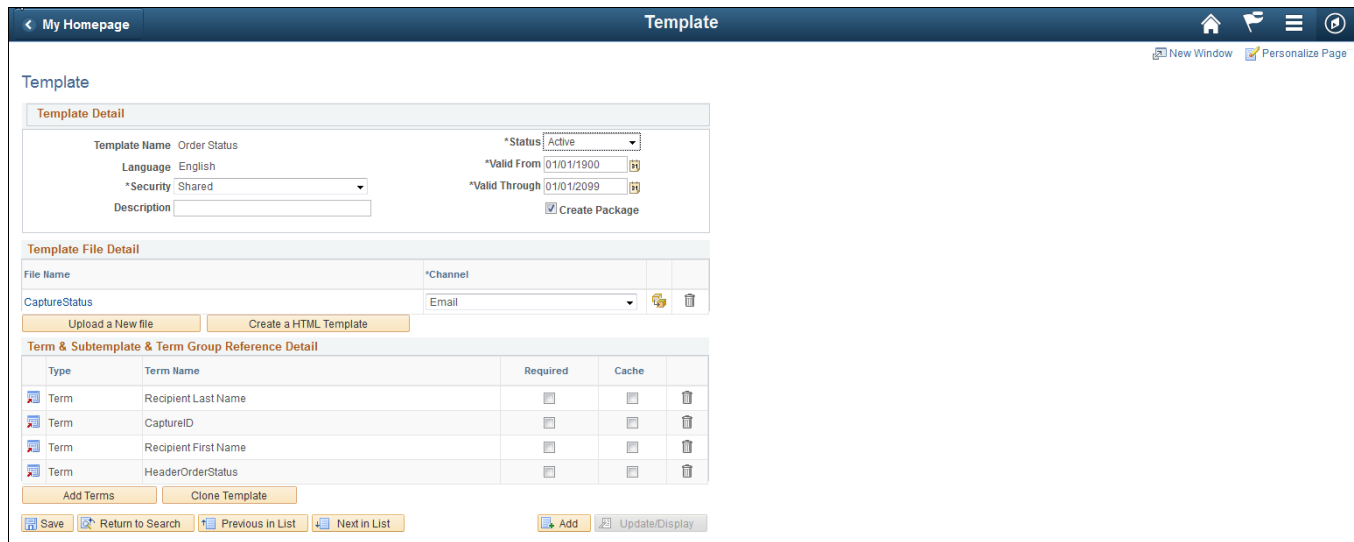 My Homepage
Template
New Window Personalize Page
Template
Template Detail
Template Name Order Status
*Status Active
Language English
*Valid From 01/01/1900
*Security Shared
*Valid Through 01/01/2099
Description
Create Package
Template File Detail
File Name *Channel
CaptureStatus Email
Upload a New file Create a HTML Template
Term & Subtemplate & Term Group Reference Detail
Type Term Name Required Cache
Term Recipient Last Name
Term CaptureID
Term Recipient First Name
Term HeaderOrderStatus
Add Terms Clone Template
Save Return to Search Previous in List Next in List Add Update/Display